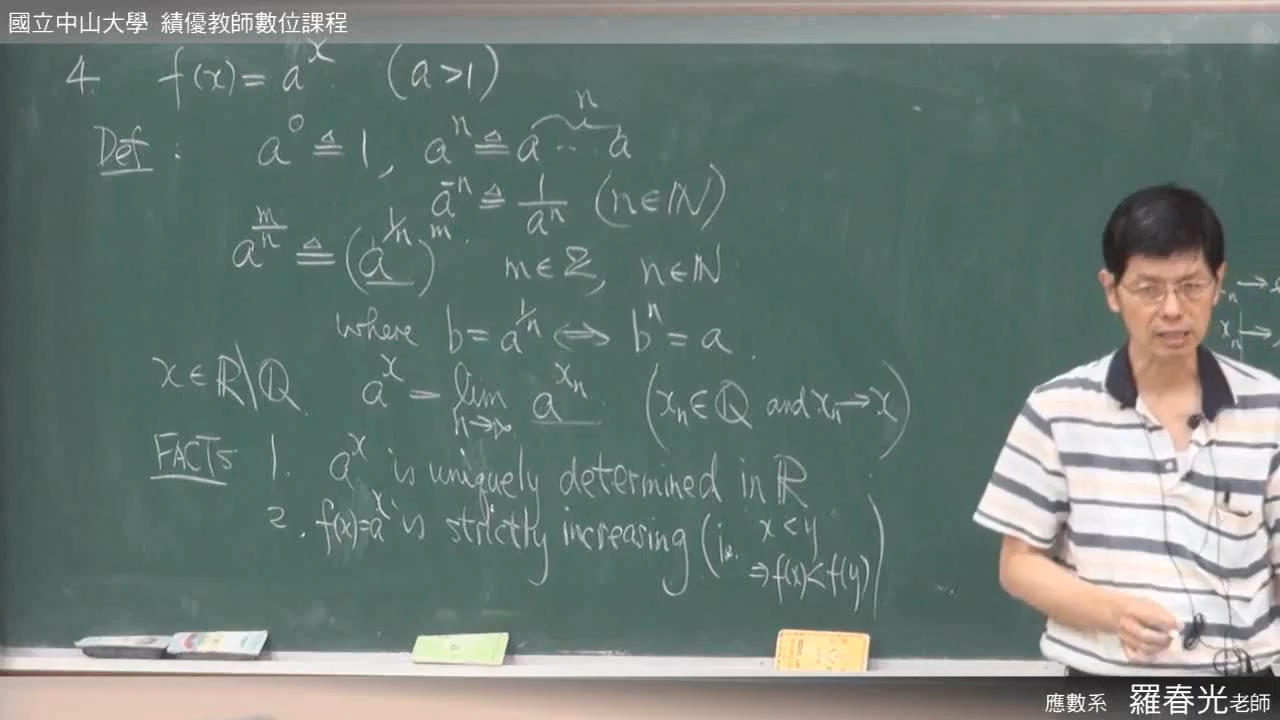 國立中山大學 績優教師數位課程
4. f(x) = a^x (a > 1)
Def : a^0 ≜ 1, a^n ≜ a ⋯ a (n)
a^{-n} ≜ 1/a^n (n ∈ ℕ)
a^{m/n} ≜ (a^{1/n})^m. m ∈ ℤ, n ∈ ℕ
where b = a^{1/n} ⇔ b^n = a.
x ∈ ℝ\ℚ. a^x = lim_{n→∞} a^{x_n}. (x_n ∈ ℚ and x_n → x)
FACTS 1. a^x is uniquely determined in ℝ
2. f(x) = a^x is strictly increasing (i.e. x < y
⇒ f(x) < f(y))
應數系 羅春光老師